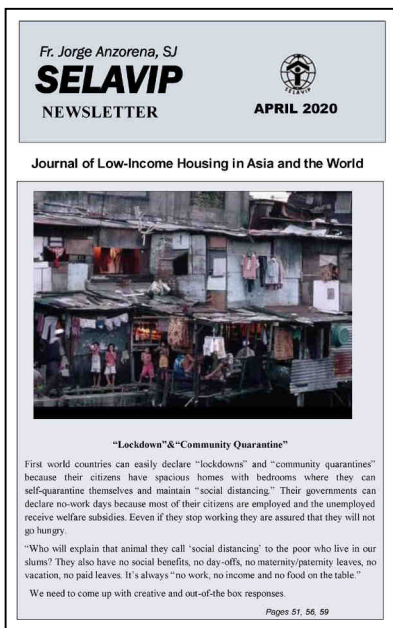 Fr. Jorge Anzorena, SJ
SELAVIP
NEWSLETTER
SELAVIP
APRIL 2020
Journal of Low-Income Housing in Asia and the World
“Lockdown”&“Community Quarantine”
First world countries can easily declare “lockdowns” and “community quarantines”
because their citizens have spacious homes with bedrooms where they can
self-quarantine themselves and maintain “social distancing.” Their governments can
declare no-work days because most of their citizens are employed and the unemployed
receive welfare subsidies. Eeven if they stop working they are assured that they will not
go hungry.
“Who will explain that animal they call ‘social distancing’ to the poor who live in our
slums? They also have no social benefits, no day-offs, no maternity/paternity leaves, no
vacation, no paid leaves. It’s always “no work, no income and no food on the table.”
We need to come up with creative and out-of-the box responses.
Pages 51, 56, 59